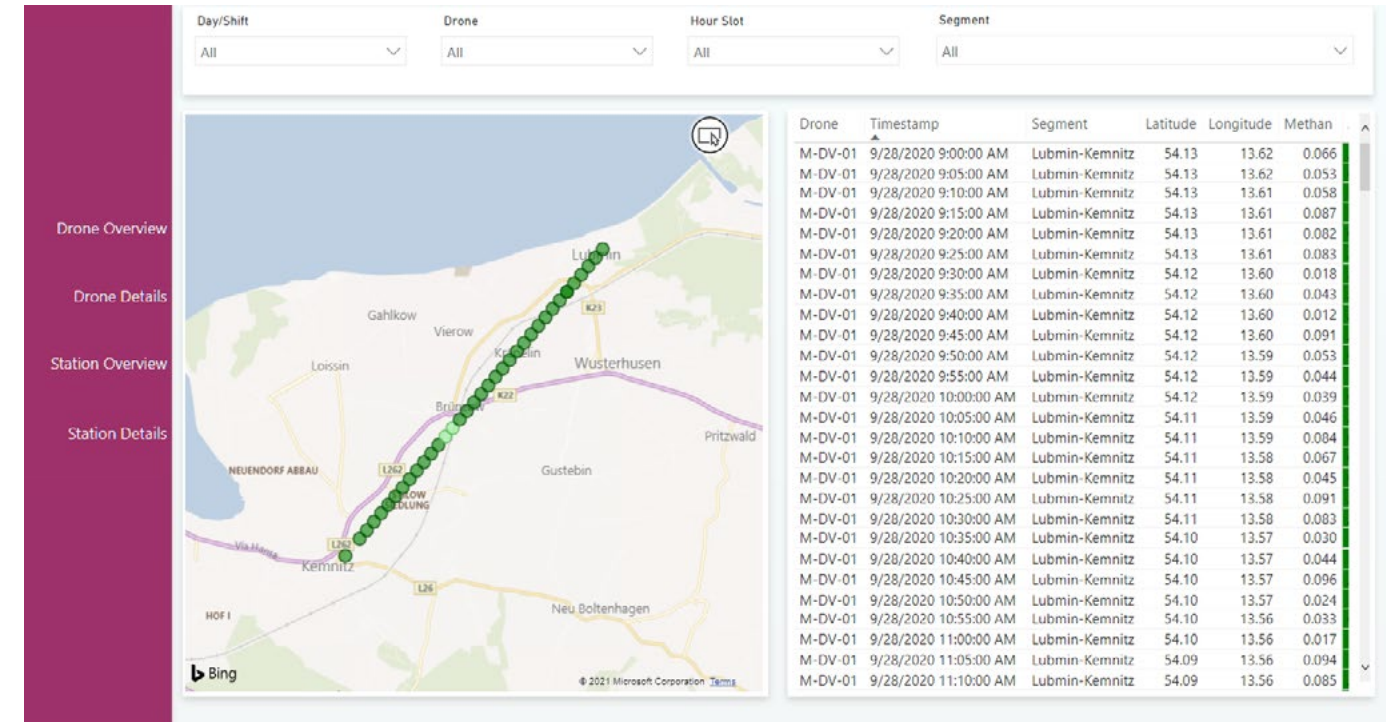 Day/Shift Drone Hour Slot Segment
All All All All
Drone Overview
Drone Details
Station Overview
Station Details
Lubmin
K23
Gahlkow
Vierow
Loissin
Wusterhusen
K22
Pritzwald
L262
NEUENDORF ABBAU
Gustebin
L262
Via Hansa
Kemnitz
L26
Neu Boltenhagen
HOF I
Bing
© 2021 Microsoft Corporation Terms
Drone Timestamp Segment Latitude Longitude Methan
M-DV-01 9/28/2020 9:00:00 AM Lubmin-Kemnitz 54.13 13.62 0.066
M-DV-01 9/28/2020 9:05:00 AM Lubmin-Kemnitz 54.13 13.62 0.053
M-DV-01 9/28/2020 9:10:00 AM Lubmin-Kemnitz 54.13 13.61 0.058
M-DV-01 9/28/2020 9:15:00 AM Lubmin-Kemnitz 54.13 13.61 0.087
M-DV-01 9/28/2020 9:20:00 AM Lubmin-Kemnitz 54.13 13.61 0.082
M-DV-01 9/28/2020 9:25:00 AM Lubmin-Kemnitz 54.13 13.61 0.083
M-DV-01 9/28/2020 9:30:00 AM Lubmin-Kemnitz 54.12 13.60 0.018
M-DV-01 9/28/2020 9:35:00 AM Lubmin-Kemnitz 54.12 13.60 0.043
M-DV-01 9/28/2020 9:40:00 AM Lubmin-Kemnitz 54.12 13.60 0.012
M-DV-01 9/28/2020 9:45:00 AM Lubmin-Kemnitz 54.12 13.60 0.091
M-DV-01 9/28/2020 9:50:00 AM Lubmin-Kemnitz 54.12 13.59 0.053
M-DV-01 9/28/2020 9:55:00 AM Lubmin-Kemnitz 54.12 13.59 0.044
M-DV-01 9/28/2020 10:00:00 AM Lubmin-Kemnitz 54.12 13.59 0.039
M-DV-01 9/28/2020 10:05:00 AM Lubmin-Kemnitz 54.11 13.59 0.046
M-DV-01 9/28/2020 10:10:00 AM Lubmin-Kemnitz 54.11 13.59 0.084
M-DV-01 9/28/2020 10:15:00 AM Lubmin-Kemnitz 54.11 13.58 0.067
M-DV-01 9/28/2020 10:20:00 AM Lubmin-Kemnitz 54.11 13.58 0.045
M-DV-01 9/28/2020 10:25:00 AM Lubmin-Kemnitz 54.11 13.58 0.091
M-DV-01 9/28/2020 10:30:00 AM Lubmin-Kemnitz 54.11 13.58 0.083
M-DV-01 9/28/2020 10:35:00 AM Lubmin-Kemnitz 54.10 13.57 0.030
M-DV-01 9/28/2020 10:40:00 AM Lubmin-Kemnitz 54.10 13.57 0.044
M-DV-01 9/28/2020 10:45:00 AM Lubmin-Kemnitz 54.10 13.57 0.096
M-DV-01 9/28/2020 10:50:00 AM Lubmin-Kemnitz 54.10 13.57 0.024
M-DV-01 9/28/2020 10:55:00 AM Lubmin-Kemnitz 54.10 13.56 0.033
M-DV-01 9/28/2020 11:00:00 AM Lubmin-Kemnitz 54.10 13.56 0.017
M-DV-01 9/28/2020 11:05:00 AM Lubmin-Kemnitz 54.09 13.56 0.094
M-DV-01 9/28/2020 11:10:00 AM Lubmin-Kemnitz 54.09 13.56 0.085